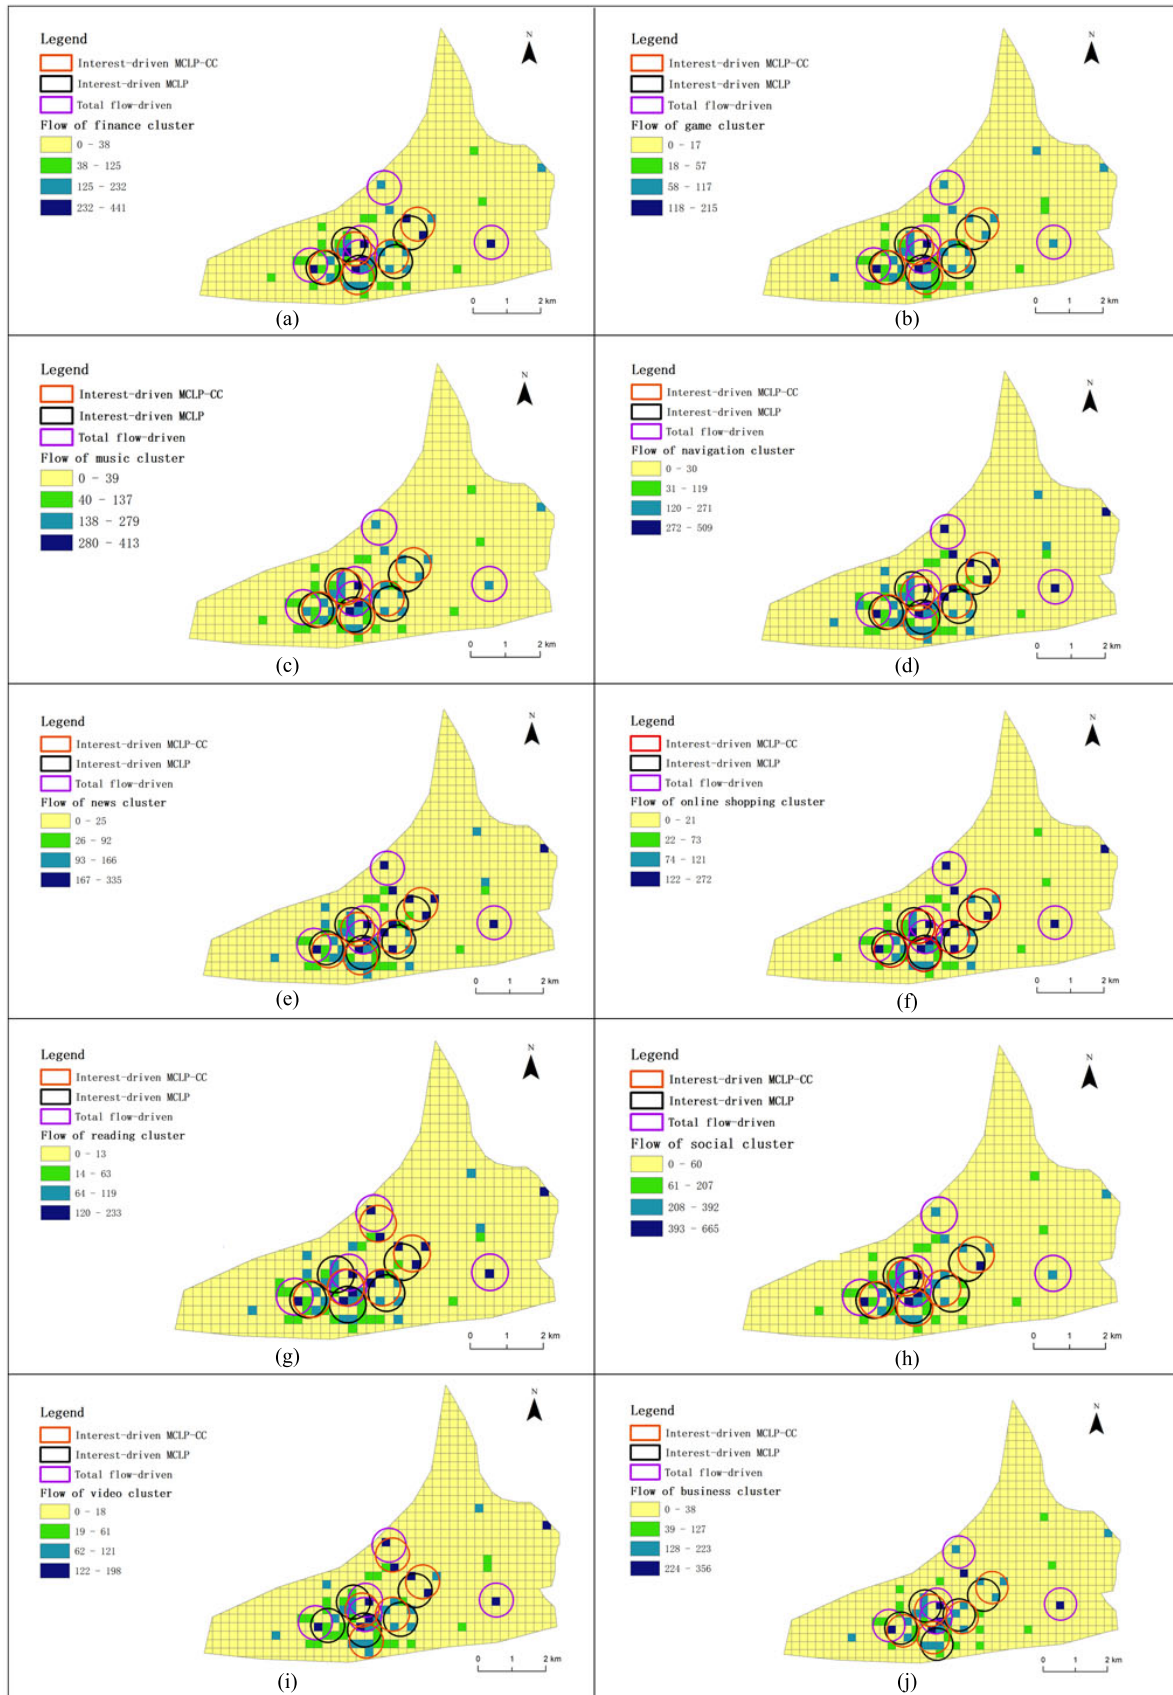 Legend
Interest-driven MCLP-CC
Interest-driven MCLP
Total flow-driven
Flow of finance cluster
0 - 38
38 - 125
125 - 232
232 - 441
N
0 1 2 km
(a)
Legend
Interest-driven MCLP-CC
Interest-driven MCLP
Total flow-driven
Flow of game cluster
0 - 17
18 - 57
58 - 117
118 - 215
N
0 1 2 km
(b)
Legend
Interest-driven MCLP-CC
Interest-driven MCLP
Total flow-driven
Flow of music cluster
0 - 39
40 - 137
138 - 279
280 - 413
N
0 1 2 km
(c)
Legend
Interest-driven MCLP-CC
Interest-driven MCLP
Total flow-driven
Flow of navigation cluster
0 - 30
31 - 119
120 - 271
272 - 509
N
0 1 2 km
(d)
Legend
Interest-driven MCLP-CC
Interest-driven MCLP
Total flow-driven
Flow of news cluster
0 - 25
26 - 92
93 - 166
167 - 335
N
0 1 2 km
(e)
Legend
Interest-driven MCLP-CC
Interest-driven MCLP
Total flow-driven
Flow of online shopping cluster
0 - 21
22 - 73
74 - 121
122 - 272
N
0 1 2 km
(f)
Legend
Interest-driven MCLP-CC
Interest-driven MCLP
Total flow-driven
Flow of reading cluster
0 - 13
14 - 63
64 - 119
120 - 233
N
0 1 2 km
(g)
Legend
Interest-driven MCLP-CC
Interest-driven MCLP
Total flow-driven
Flow of social cluster
0 - 60
61 - 207
208 - 392
393 - 665
N
0 1 2 km
(h)
Legend
Interest-driven MCLP-CC
Interest-driven MCLP
Total flow-driven
Flow of video cluster
0 - 18
19 - 61
62 - 121
122 - 198
N
0 1 2 km
(i)
Legend
Interest-driven MCLP-CC
Interest-driven MCLP
Total flow-driven
Flow of business cluster
0 - 38
39 - 127
128 - 223
224 - 356
N
0 1 2 km
(j)